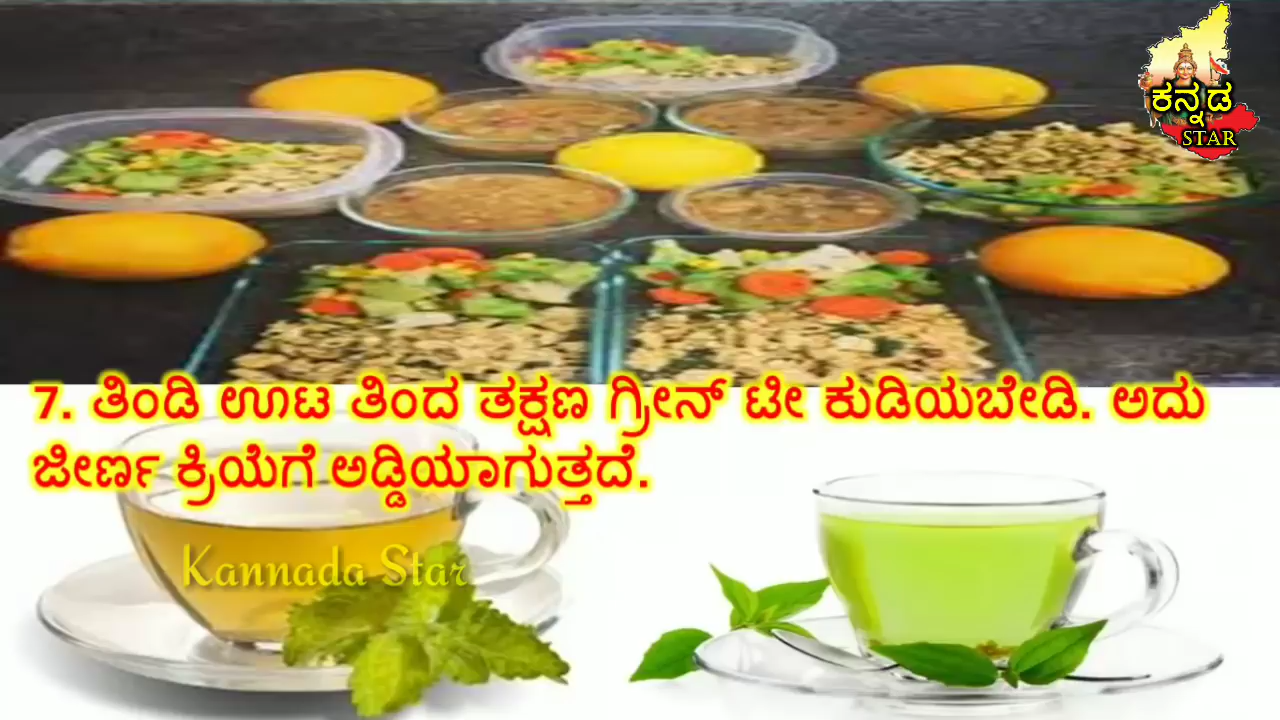 ಕನ್ನಡ
STAR
7. ತಿಂಡಿ ಊಟ ತಿಂದ ತಕ್ಷಣ ಗ್ರೀನ್ ಟೀ ಕುಡಿಯಬೇಡಿ. ಅದು
ಜೀರ್ಣ ಕ್ರಿಯೆಗೆ ಅಡ್ಡಿಯಾಗುತ್ತದೆ.
Kannada Star